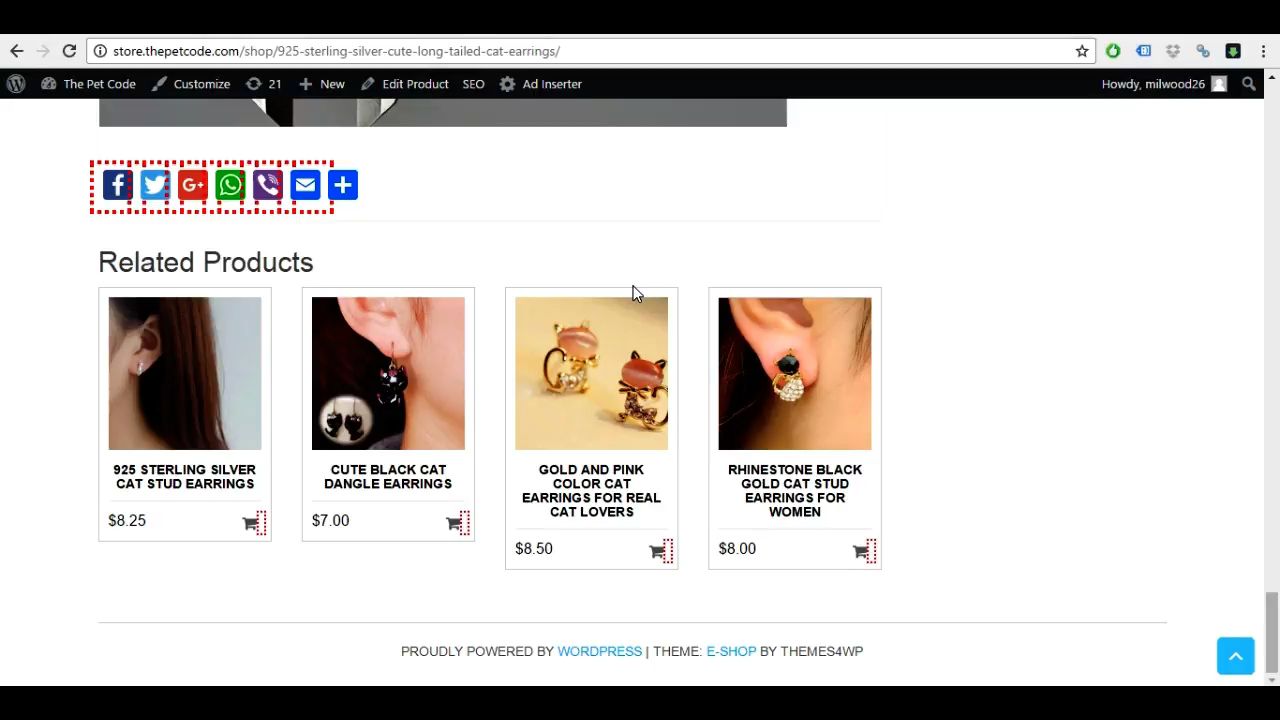 store.thepetcode.com/shop/925-sterling-silver-cute-long-tailed-cat-earrings/
The Pet Code Customize 21 New Edit Product SEO Ad Inserter Howdy, milwood26
Related Products
925 STERLING SILVER
CAT STUD EARRINGS
$8.25
CUTE BLACK CAT
DANGLE EARRINGS
$7.00
GOLD AND PINK
COLOR CAT
EARRINGS FOR REAL
CAT LOVERS
$8.50
RHINESTONE BLACK
GOLD CAT STUD
EARRINGS FOR
WOMEN
$8.00
PROUDLY POWERED BY WORDPRESS | THEME: E-SHOP BY THEMES4WP